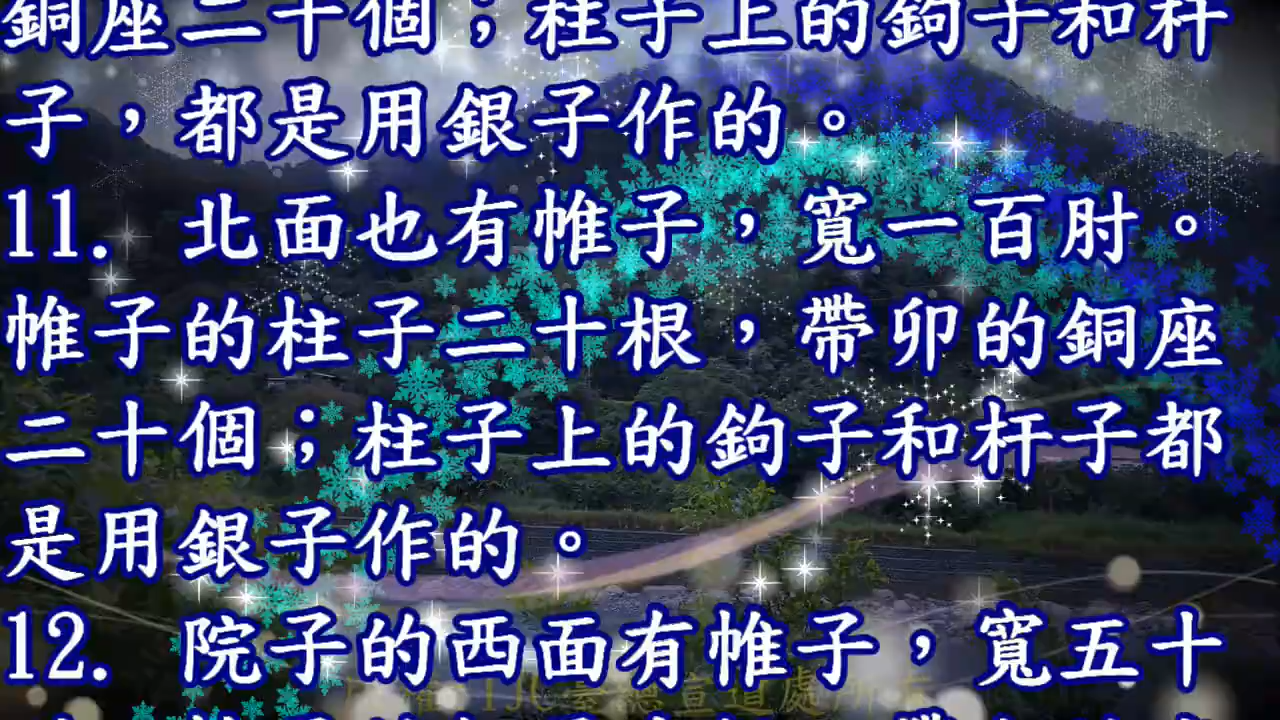 銅座二十個；柱子上的鉤子和杆
子，都是用銀子作的。
11. 北面也有帷子，寬一百肘。
帷子的柱子二十根，帶卯的銅座
二十個；柱子上的鉤子和杆子都
是用銀子作的。
12. 院子的西面有帷子，寬五十